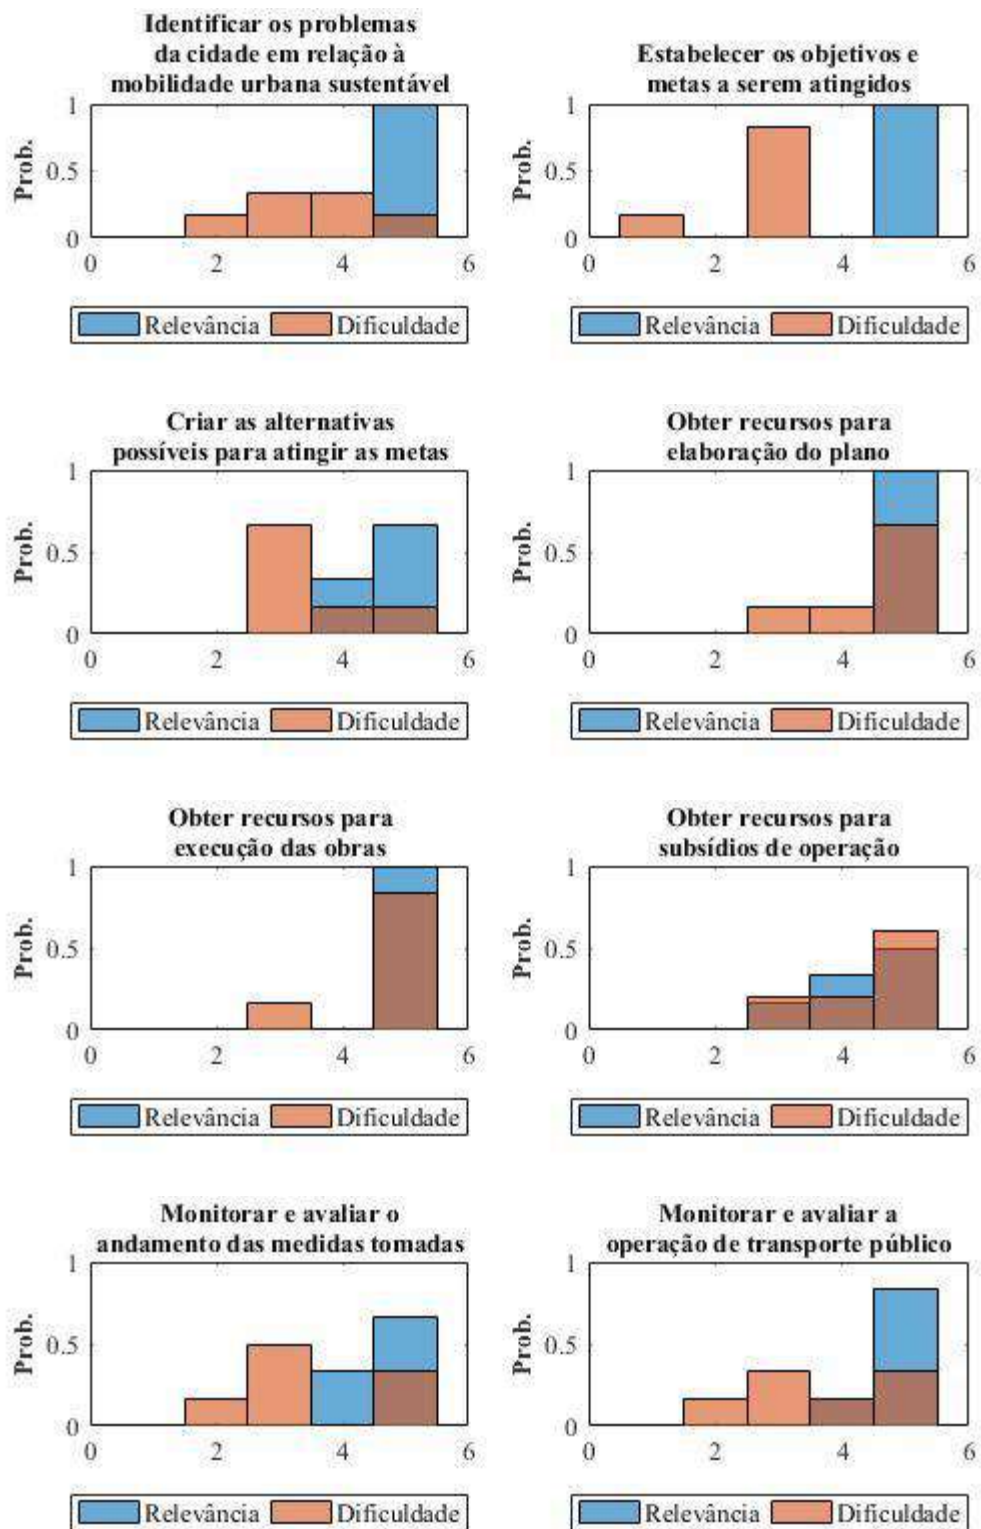 Identificar os problemas
da cidade em relação à
mobilidade urbana sustentável
1
Prob.
0.5
0
0 2 4 6
Relevância Dificuldade
Estabelecer os objetivos e
metas a serem atingidos
1
Prob.
0.5
0
0 2 4 6
Relevância Dificuldade
Criar as alternativas
possíveis para atingir as metas
1
Prob.
0.5
0
0 2 4 6
Relevância Dificuldade
Obter recursos para
elaboração do plano
1
Prob.
0.5
0
0 2 4 6
Relevância Dificuldade
Obter recursos para
execução das obras
1
Prob.
0.5
0
0 2 4 6
Relevância Dificuldade
Obter recursos para
subsídios de operação
1
Prob.
0.5
0
0 2 4 6
Relevância Dificuldade
Monitorar e avaliar o
andamento das medidas tomadas
1
Prob.
0.5
0
0 2 4 6
Relevância Dificuldade
Monitorar e avaliar a
operação de transporte público
1
Prob.
0.5
0
0 2 4 6
Relevância Dificuldade